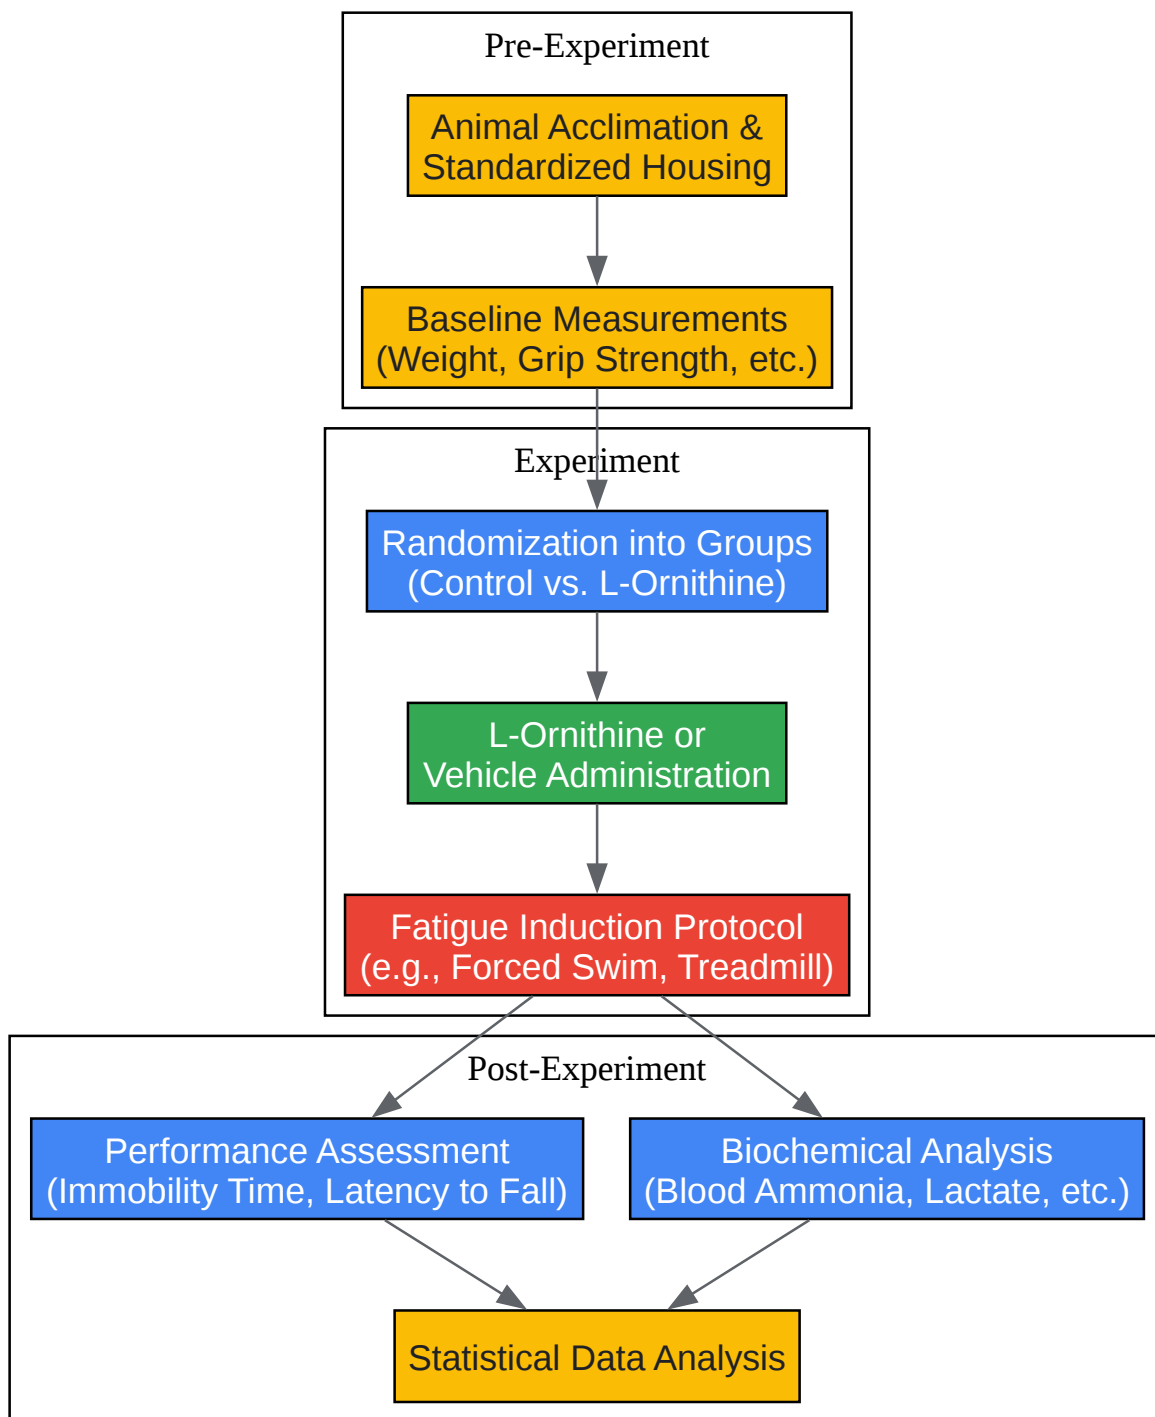 Pre-Experiment
Animal Acclimation &
Standardized Housing
Baseline Measurements
(Weight, Grip Strength, etc.)
Experiment
Randomization into Groups
(Control vs. L-Ornithine)
L-Ornithine or
Vehicle Administration
Fatigue Induction Protocol
(e.g., Forced Swim, Treadmill)
Post-Experiment
Performance Assessment
(Immobility Time, Latency to Fall)
Biochemical Analysis
(Blood Ammonia, Lactate, etc.)
Statistical Data Analysis